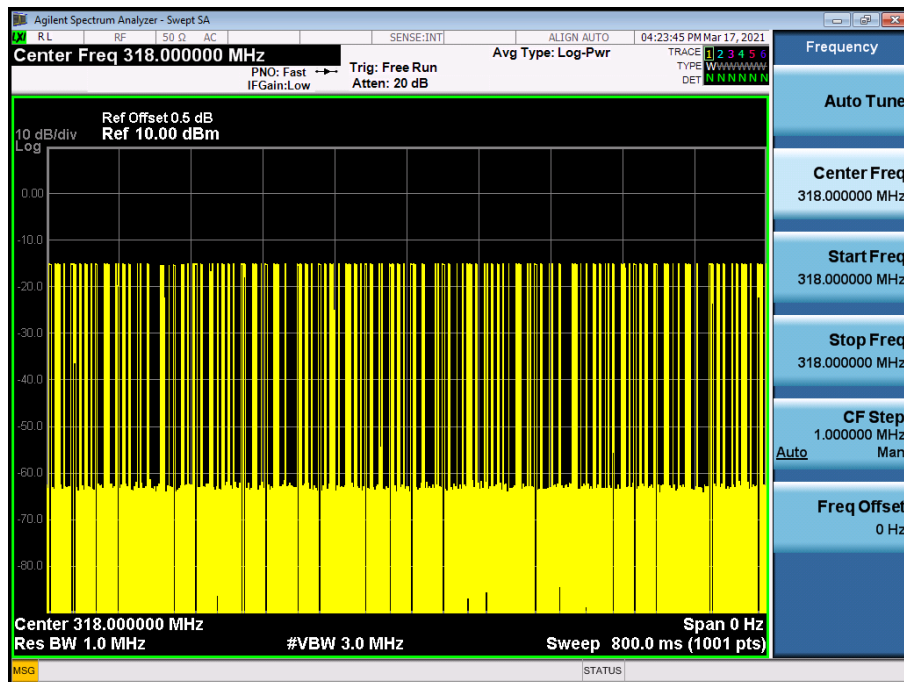 Agilent Spectrum Analyzer - Swept SA
LXI RL RF 50 Ω AC SENSE:INT ALIGN AUTO 04:23:45 PM Mar 17, 2021
Center Freq 318.000000 MHz
PNO: Fast
IFGain:Low
Trig: Free Run
Atten: 20 dB
Avg Type: Log-Pwr
TRACE 1 2 3 4 5 6
TYPE WWWWWW
DET N N N N N N
10 dB/div
Log
Ref Offset 0.5 dB
Ref 10.00 dBm
0.00
-10.0
-20.0
-30.0
-40.0
-50.0
-60.0
-70.0
-80.0
Center 318.000000 MHz
Span 0 Hz
Res BW 1.0 MHz
#VBW 3.0 MHz
Sweep 800.0 ms (1001 pts)
MSG
STATUS
Frequency
Auto Tune
Center Freq
318.000000 MHz
Start Freq
318.000000 MHz
Stop Freq
318.000000 MHz
CF Step
1.000000 MHz
Auto Man
Freq Offset
0 Hz